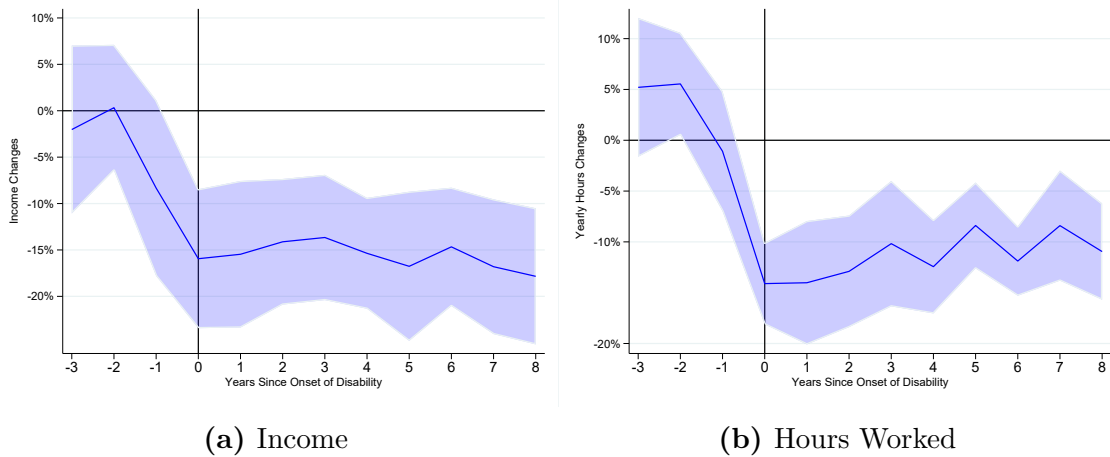 10%
5%
0%
-5%
-10%
-15%
-20%
Income Changes
-3 -2 -1 0 1 2 3 4 5 6 7 8
Years Since Onset of Disability
(a) Income
10%
5%
0%
-5%
-10%
-20%
Yearly Hours Changes
-3 -2 -1 0 1 2 3 4 5 6 7 8
Years Since Onset of Disability
(b) Hours Worked